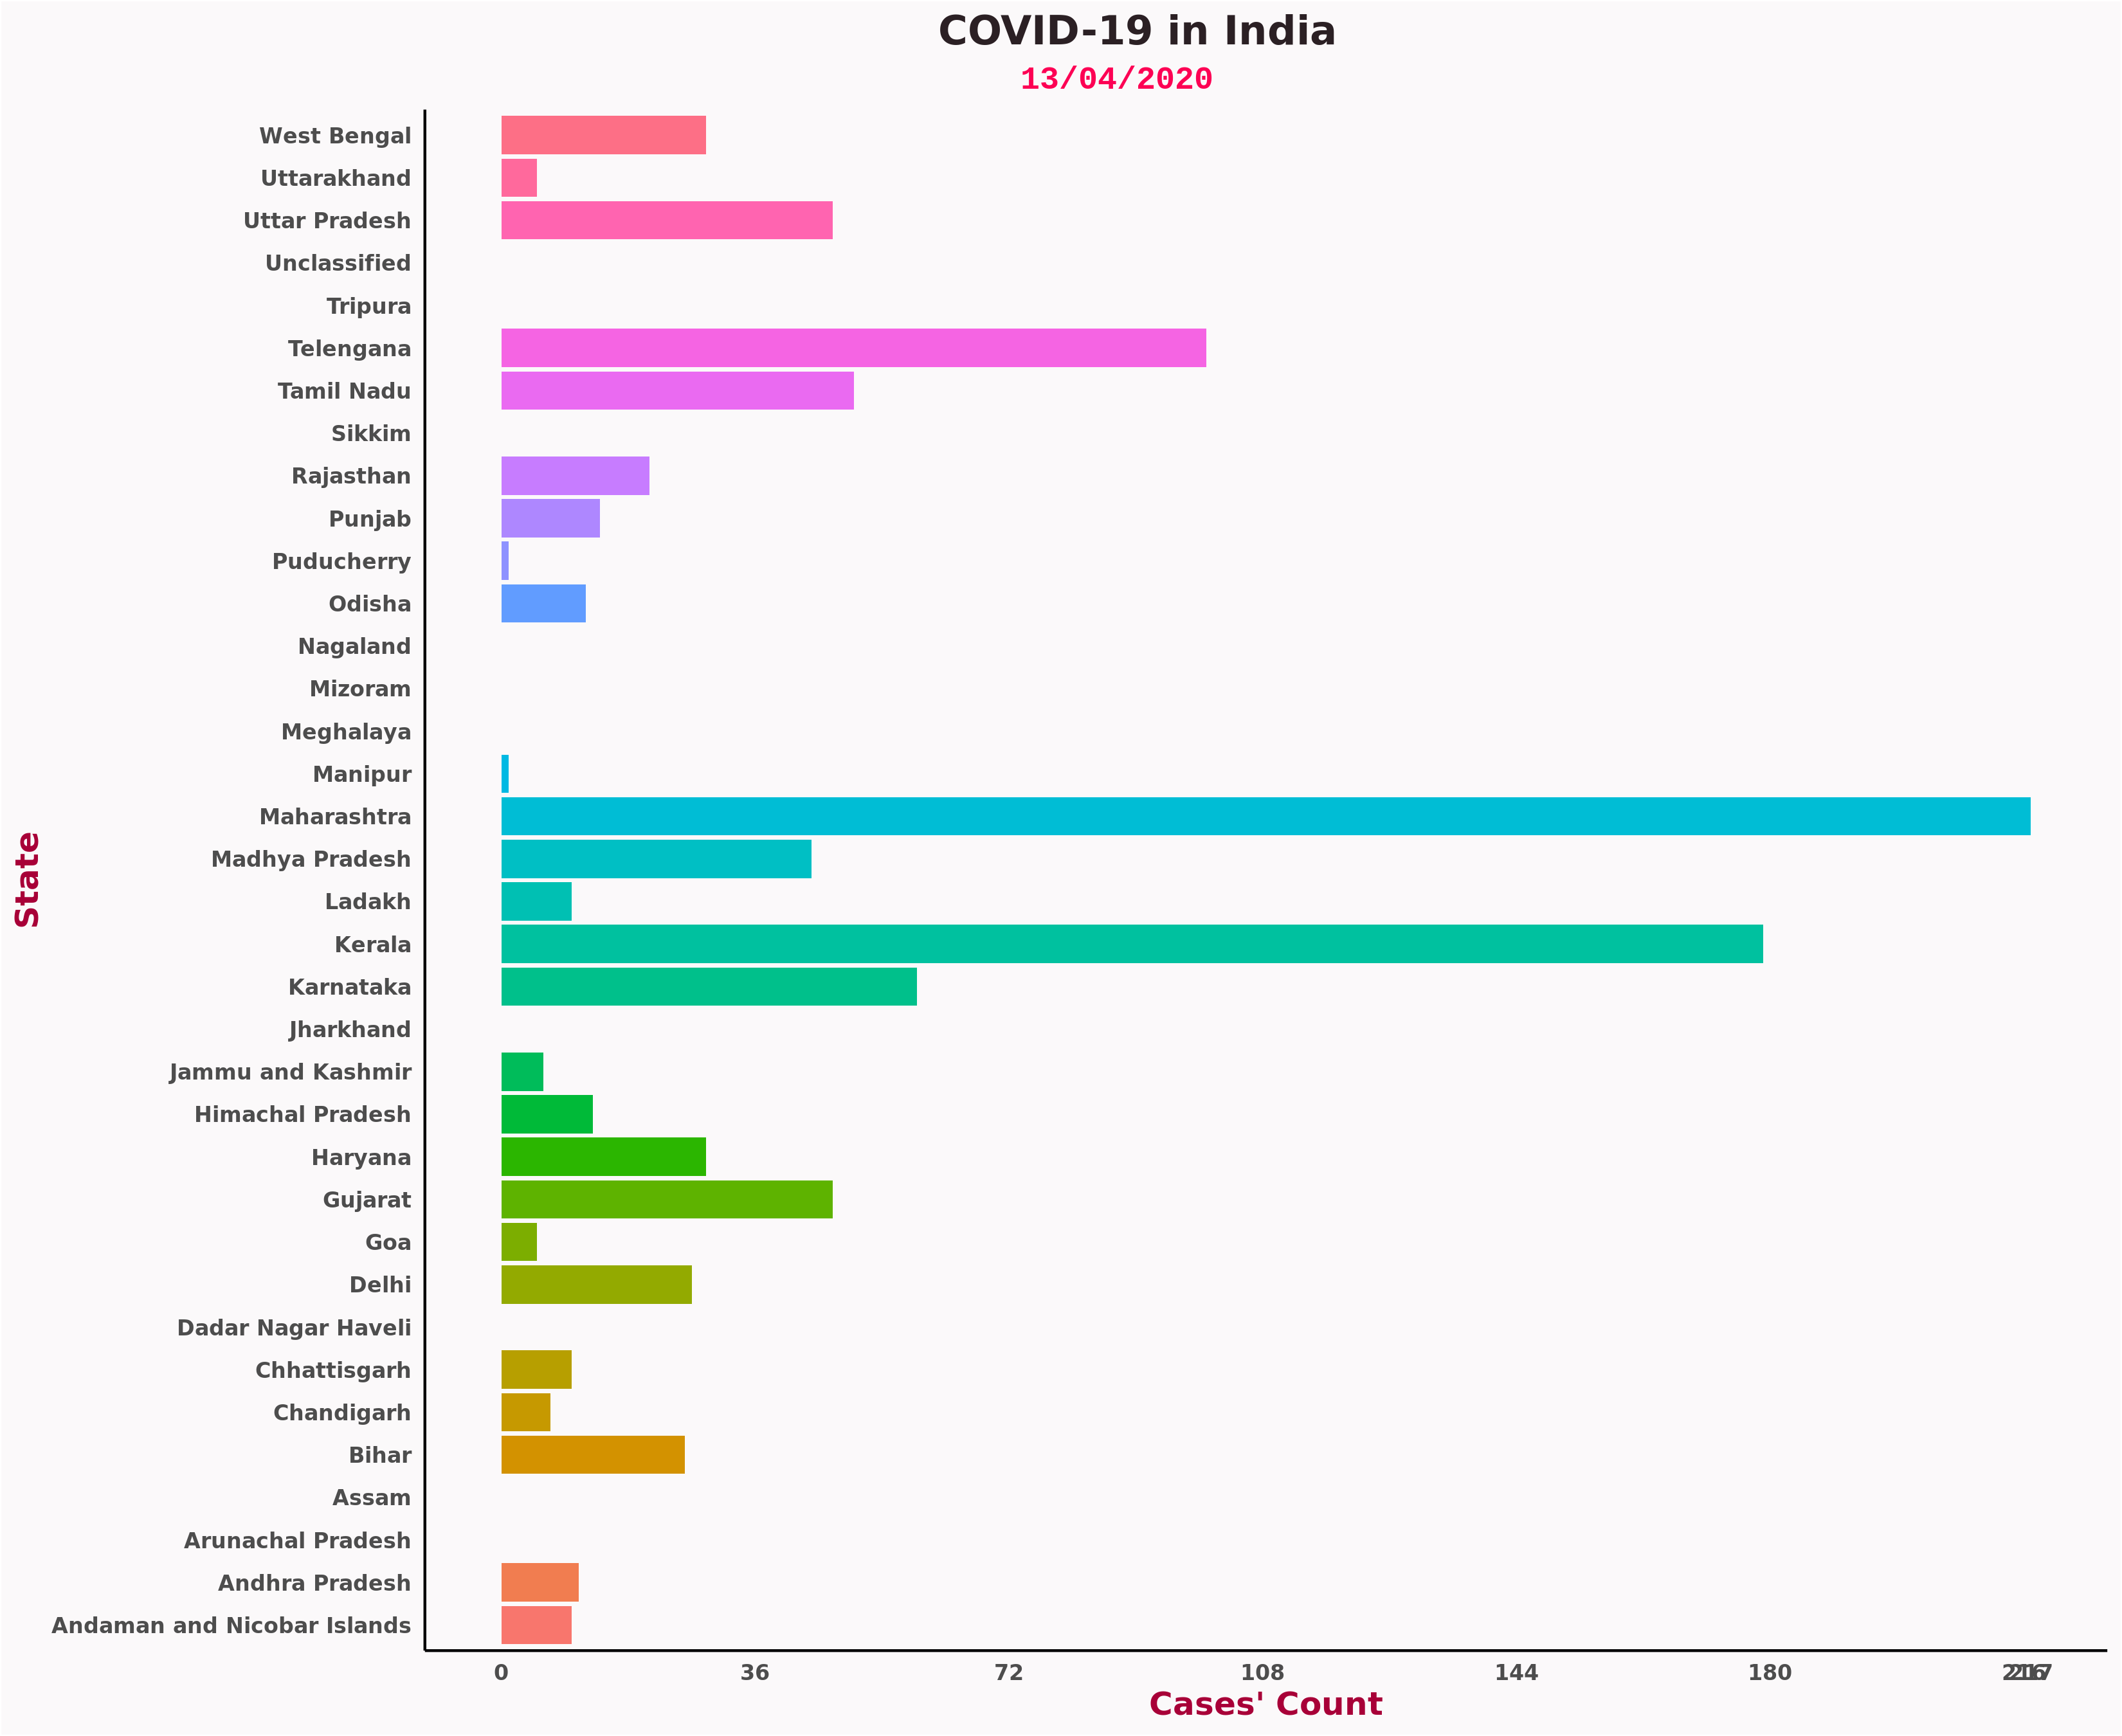 COVID-19 in India
13/04/2020
West Bengal
Uttarakhand
Uttar Pradesh
Unclassified
Tripura
Telengana
Tamil Nadu
Sikkim
Rajasthan
Punjab
Puducherry
Odisha
Nagaland
Mizoram
Meghalaya
Manipur
Maharashtra
Madhya Pradesh
Ladakh
Kerala
Karnataka
Jharkhand
Jammu and Kashmir
Himachal Pradesh
Haryana
Gujarat
Goa
Delhi
Dadar Nagar Haveli
Chhattisgarh
Chandigarh
Bihar
Assam
Arunachal Pradesh
Andhra Pradesh
Andaman and Nicobar Islands
State
0 36 72 108 144 180 216 217
Cases' Count